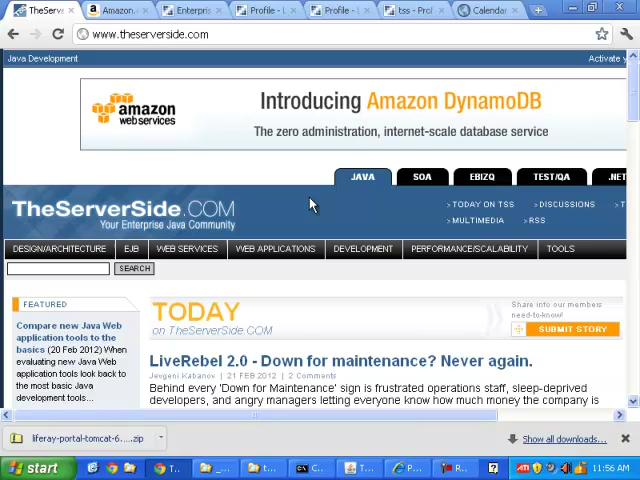 TheServ
Amazon.
Enterpris
Profile - L
Profile - L
tss - Prof
Calendar
www.theserverside.com
Java Development
Activate y
amazon
webservices
Introducing Amazon DynamoDB
The zero administration, internet-scale database service
JAVA
SOA
EBIZQ
TEST/QA
.NET
TheServerSide.COM
Your Enterprise Java Community
> TODAY ON TSS
> DISCUSSIONS
> T
> MULTIMEDIA
> RSS
DESIGN/ARCHITECTURE
EJB
WEB SERVICES
WEB APPLICATIONS
DEVELOPMENT
PERFORMANCE/SCALABILITY
TOOLS
SEARCH
FEATURED
Compare new Java Web
application tools to the
basics (20 Feb 2012) When
evaluating new Java Web
application tools look back to
the most basic Java
development tools...
TODAY
on TheServerSide.COM
Share info our members
need-to-know!
SUBMIT STORY
LiveRebel 2.0 - Down for maintenance? Never again.
Jevgeni Kabanov | 21 FEB 2012 | 2 Comments
Behind every 'Down for Maintenance' sign is frustrated operations staff, sleep-deprived
developers, and angry managers letting everyone know how much money the company is
liferay-portal-tomcat-6.....zip
Show all downloads...
start
T...
_...
t...
C...
T...
P...
R...
ATI
11:56 AM